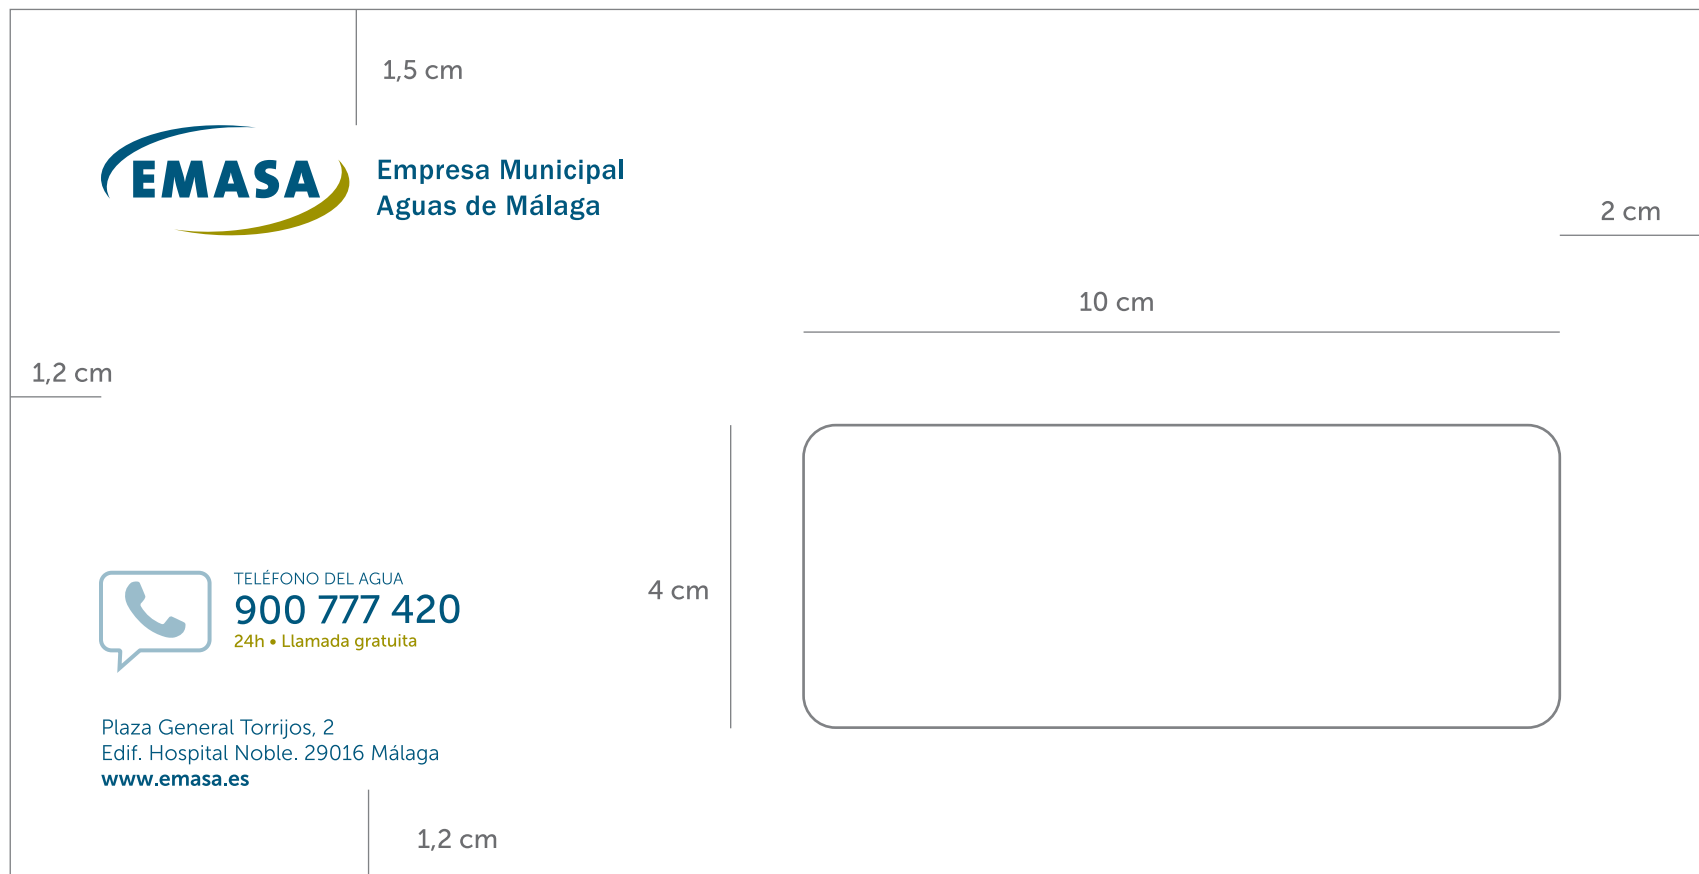 1,5 cm
EMASA
Empresa Municipal
Aguas de Málaga
2 cm
10 cm
1,2 cm
4 cm
TELÉFONO DEL AGUA
900 777 420
24h • Llamada gratuita
Plaza General Torrijos, 2
Edif. Hospital Noble. 29016 Málaga
www.emasa.es
1,2 cm